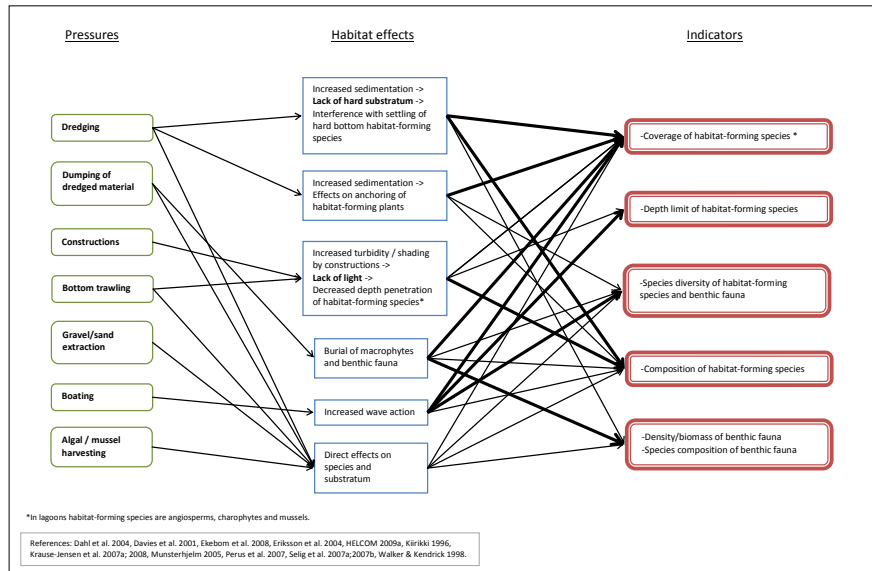 Pressures
Habitat effects
Indicators
Dredging
Dumping of
dredged material
Constructions
Bottom trawling
Gravel/sand
extraction
Boating
Algal / mussel
harvesting
Increased sedimentation ->
Lack of hard substratum ->
Interference with settling of
hard bottom habitat-forming
species
Increased sedimentation ->
Effects on anchoring of
habitat-forming plants
Increased turbidity / shading
by constructions ->
Lack of light ->
Decreased depth penetration
of habitat-forming species*
Burial of macrophytes
and benthic fauna
Increased wave action
Direct effects on
species and
substratum
-Coverage of habitat-forming species *
-Depth limit of habitat-forming species
-Species diversity of habitat-forming
species and benthic fauna
-Composition of habitat-forming species
-Density/biomass of benthic fauna
-Species composition of benthic fauna
*In lagoons habitat-forming species are angiosperms, charophytes and mussels.
References: Dahl et al. 2004, Davies et al. 2001, Ekebom et al. 2008, Eriksson et al. 2004, HELCOM 2009a, Kiirikki 1996,
Krause-Jensen et al. 2007a; 2008, Munsterhjelm 2005, Perus et al. 2007, Selig et al. 2007a;2007b, Walker & Kendrick 1998.